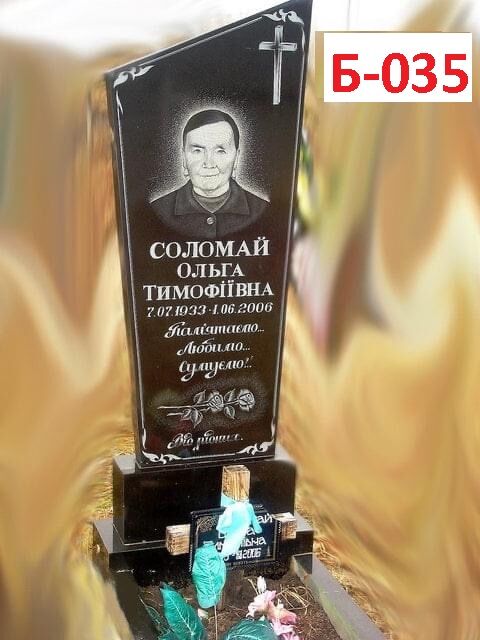 Б-035
СОЛОМАЙ
ОЛЬГА
ТИМОФІЇВНА
7.07.1933-1.06.2006
Пам'ятаємо...
Любимо...
Сумуємо!..
Від рідних.